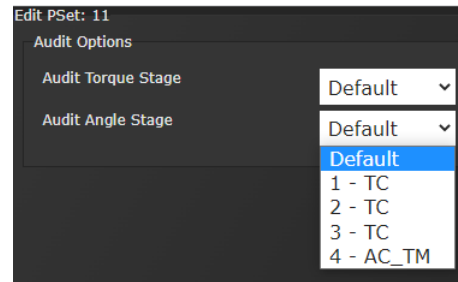 Edit PSet: 11
Audit Options
Audit Torque Stage
Default
Audit Angle Stage
Default
Default
1 - TC
2 - TC
3 - TC
4 - AC_TM